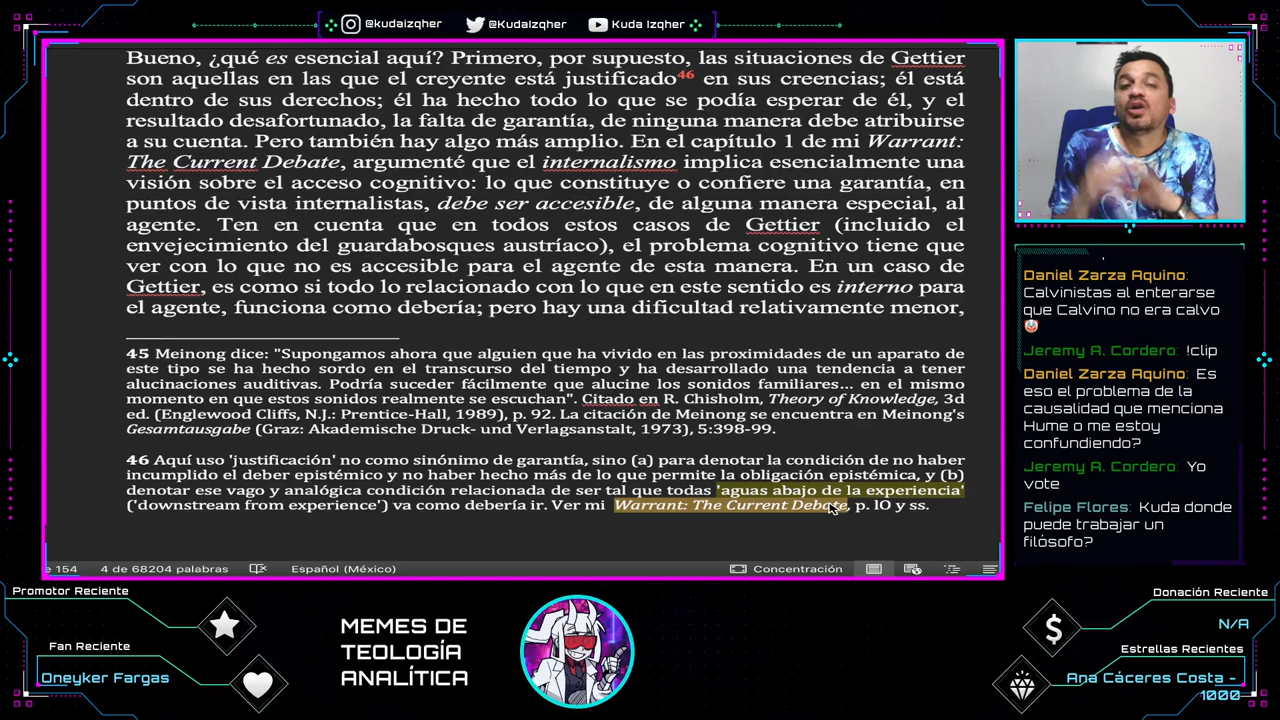 @kudaizqher
@KudaIzqher
Kuda Izqher
Bueno, ¿qué es esencial aquí? Primero, por supuesto, las situaciones de Gettier
son aquellas en las que el creyente está justificado46 en sus creencias; él está
dentro de sus derechos; él ha hecho todo lo que se podía esperar de él, y el
resultado desafortunado, la falta de garantía, de ninguna manera debe atribuirse
a su cuenta. Pero también hay algo más amplio. En el capítulo 1 de mi Warrant:
The Current Debate, argumenté que el internalismo implica esencialmente una
visión sobre el acceso cognitivo: lo que constituye o confiere una garantía, en
puntos de vista internalistas, debe ser accesible, de alguna manera especial, al
agente. Ten en cuenta que en todos estos casos de Gettier (incluido el
envejecimiento del guardabosques austríaco), el problema cognitivo tiene que
ver con lo que no es accesible para el agente de esta manera. En un caso de
Gettier, es como si todo lo relacionado con lo que en este sentido es interno para
el agente, funciona como debería; pero hay una dificultad relativamente menor,
45 Meinong dice: "Supongamos ahora que alguien que ha vivido en las proximidades de un aparato de
este tipo se ha hecho sordo en el transcurso del tiempo y ha desarrollado una tendencia a tener
alucinaciones auditivas. Podría suceder fácilmente que alucine los sonidos familiares... en el mismo
momento en que estos sonidos realmente se escuchan". Citado en R. Chisholm, Theory of Knowledge, 3d
ed. (Englewood Cliffs, N.J.: Prentice-Hall, 1989), p. 92. La citación de Meinong se encuentra en Meinong's
Gesamtausgabe (Graz: Akademische Druck- und Verlagsanstalt, 1973), 5:398-99.
46 Aquí uso 'justificación' no como sinónimo de garantía, sino (a) para denotar la condición de no haber
incumplido el deber epistémico y no haber hecho más de lo que permite la obligación epistémica, y (b)
denotar ese vago y analógica condición relacionada de ser tal que todas 'aguas abajo de la experiencia'
('downstream from experience') va como debería ir. Ver mi Warrant: The Current Debate, p. lO y ss.
e 154 4 de 68204 palabras Español (México) Concentración
Daniel Zarza Aquino:
Calvinistas al enterarse
que Calvino no era calvo
Jeremy A. Cordero: !clip
Daniel Zarza Aquino: Es
eso el problema de la
causalidad que menciona
Hume o me estoy
confundiendo?
Jeremy A. Cordero: Yo
vote
Felipe Flores: Kuda donde
puede trabajar un
filósofo?
Promotor Reciente
Fan Reciente
Oneyker Fargas
MEMES DE
TEOLOGÍA
ANALÍTICA
Donación Reciente
N/A
Estrellas Recientes
Ana Cáceres Costa -
1000